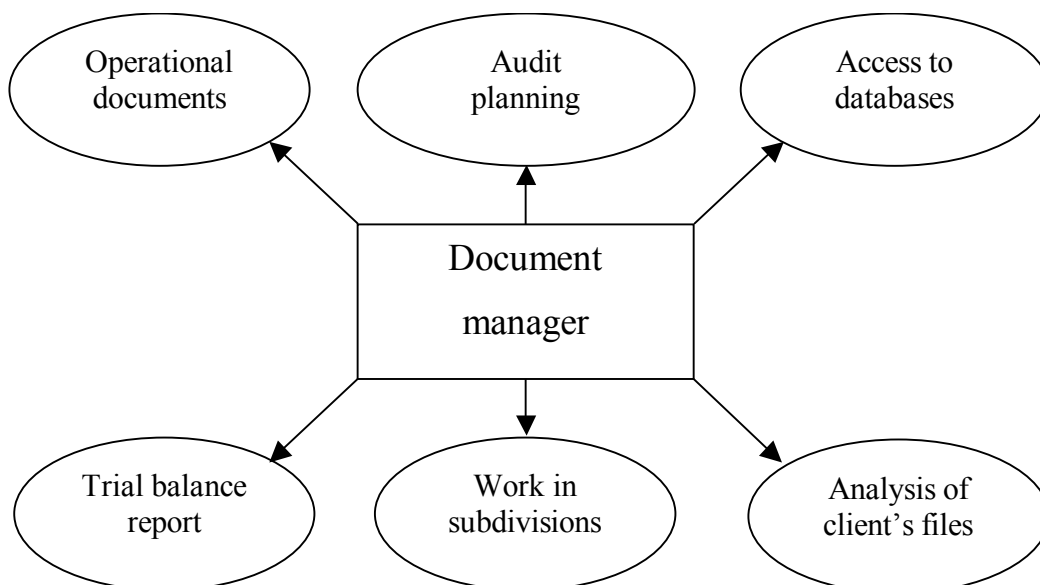 Operational
documents
Audit
planning
Access to
databases
Document
manager
Trial balance
report
Work in
subdivisions
Analysis of
client’s files